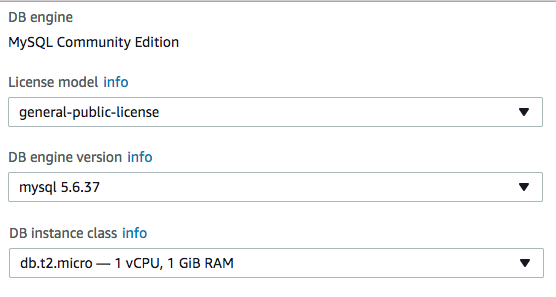 DB engine
MySQL Community Edition
License model info
general-public-license
DB engine version info
mysql 5.6.37
DB instance class info
db.t2.micro — 1 vCPU, 1 GiB RAM